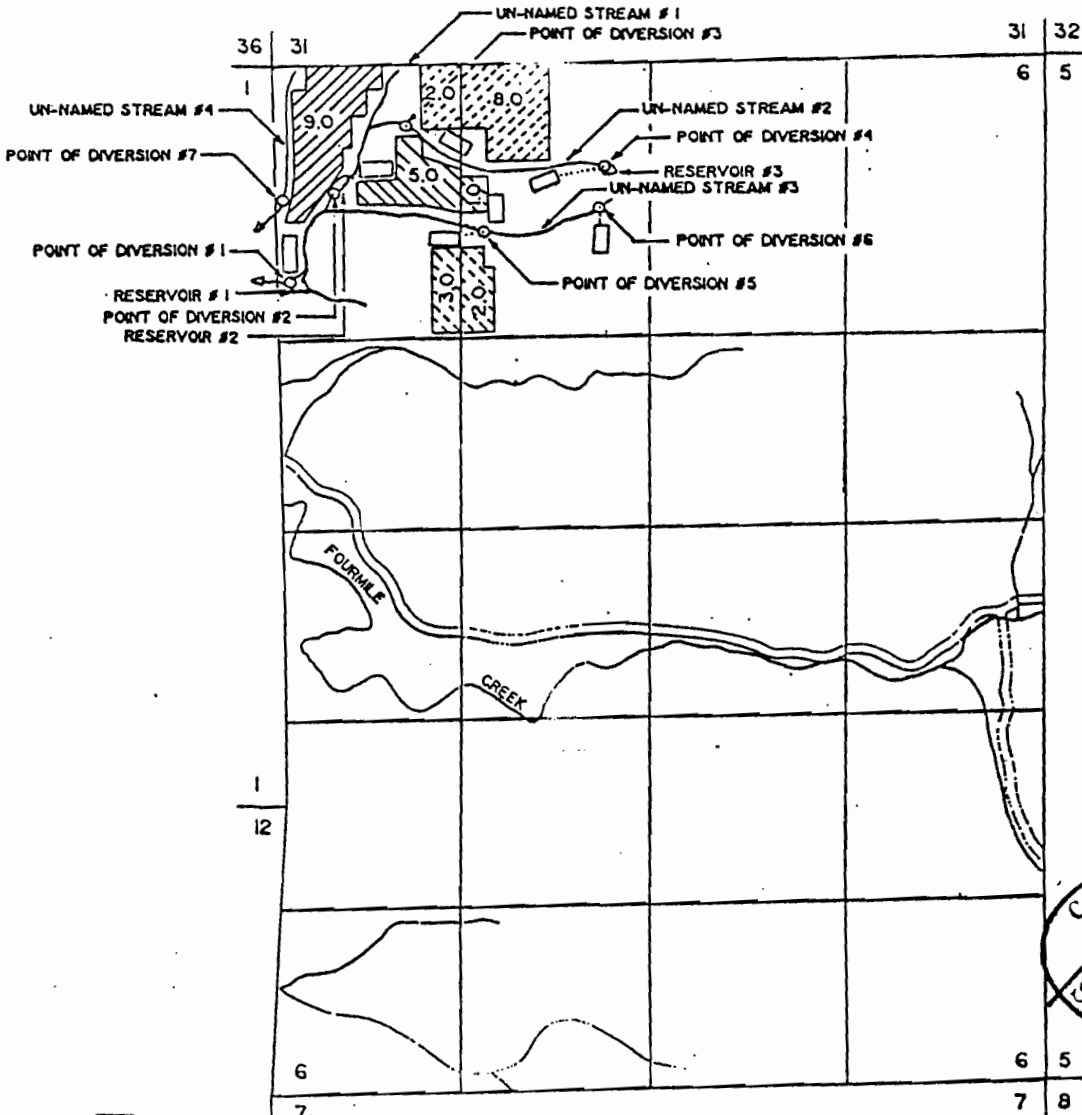 UN-NAMED STREAM #1
POINT OF DIVERSION #3
36 31
31 32
1
6 5
UN-NAMED STREAM #4
2.0
8.0
UN-NAMED STREAM #2
9.0
POINT OF DIVERSION #4
POINT OF DIVERSION #7
RESERVOIR #3
5.0
UN-NAMED STREAM #3
POINT OF DIVERSION #1
POINT OF DIVERSION #6
RESERVOIR #1
POINT OF DIVERSION #5
3.0
2.0
POINT OF DIVERSION #2
RESERVOIR #2
FOURMILE
CREEK
1
12
6
6 5
7
7 8